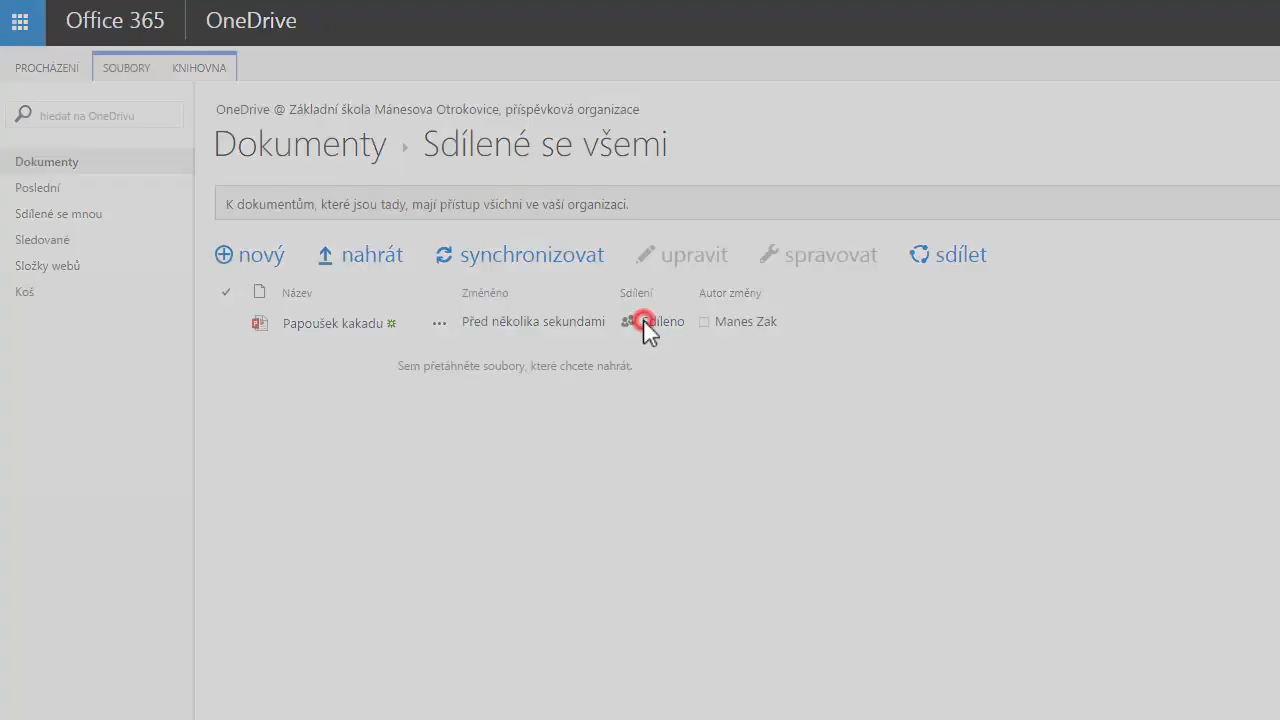 Office 365 OneDrive
PROCHÁZENÍ SOUBORY KNIHOVNA
hledat na OneDrivu
Dokumenty
Poslední
Sdílené se mnou
Sledované
Složky webů
Koš
OneDrive @ Základní škola Mánesova Otrokovice, příspěvková organizace
Dokumenty ▸ Sdílené se všemi
K dokumentům, které jsou tady, mají přístup všichni ve vaší organizaci.
nový nahrát synchronizovat upravit spravovat sdílet
Název Změněno Sdílení Autor změny
Papoušek kakadu ... Před několika sekundami Sdíleno Manes Zak
Sem přetáhněte soubory, které chcete nahrát.